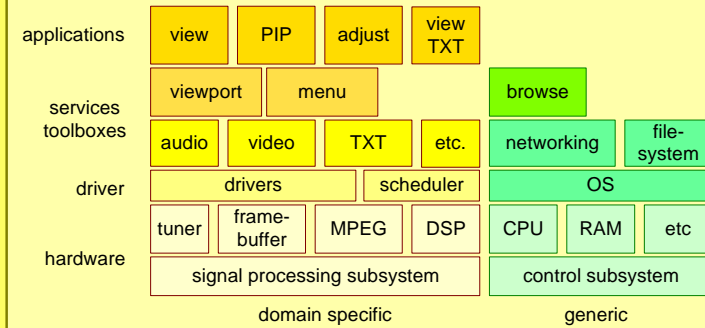 applications
view
PIP
adjust
view
TXT
services
toolboxes
viewport
menu
browse
audio
video
TXT
etc.
networking
file-
system
driver
drivers
scheduler
OS
hardware
tuner
frame-
buffer
MPEG
DSP
CPU
RAM
etc
signal processing subsystem
control subsystem
domain specific
generic